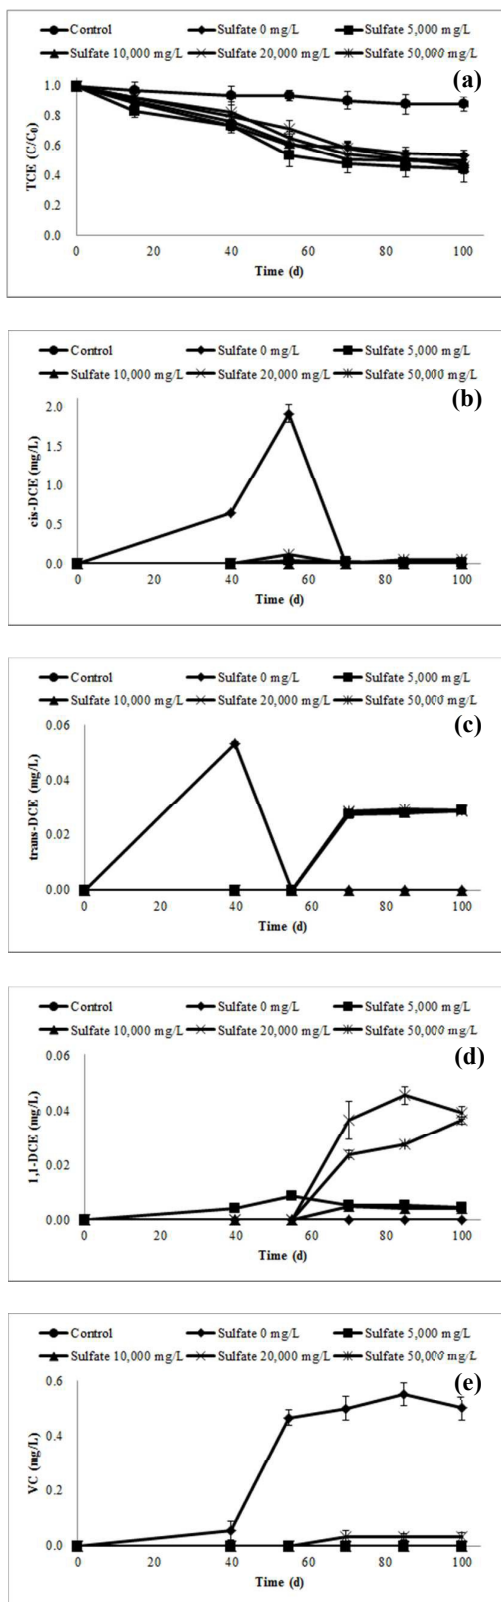 Control Sulfate 0 mg/L Sulfate 5,000 mg/L
Sulfate 10,000 mg/L Sulfate 20,000 mg/L Sulfate 50,000 mg/L
(a)
1.0
0.8
0.6
0.4
0.2
0.0
TCE (C/C₀)
0 20 40 60 80 100
Time (d)
Control Sulfate 0 mg/L Sulfate 5,000 mg/L
Sulfate 10,000 mg/L Sulfate 20,000 mg/L Sulfate 50,000 mg/L
(b)
2.0
1.5
1.0
0.5
0.0
cis-DCE (mg/L)
0 20 40 60 80 100
Time (d)
Control Sulfate 0 mg/L Sulfate 5,000 mg/L
Sulfate 10,000 mg/L Sulfate 20,000 mg/L Sulfate 50,000 mg/L
(c)
0.06
0.04
0.02
0.00
trans-DCE (mg/L)
0 20 40 60 80 100
Time (d)
Control Sulfate 0 mg/L Sulfate 5,000 mg/L
Sulfate 10,000 mg/L Sulfate 20,000 mg/L Sulfate 50,000 mg/L
(d)
0.06
0.04
0.02
0.00
1,1-DCE (mg/L)
0 20 40 60 80 100
Time (d)
Control Sulfate 0 mg/L Sulfate 5,000 mg/L
Sulfate 10,000 mg/L Sulfate 20,000 mg/L Sulfate 50,000 mg/L
(e)
0.6
0.4
0.2
0.0
VC (mg/L)
0 20 40 60 80 100
Time (d)